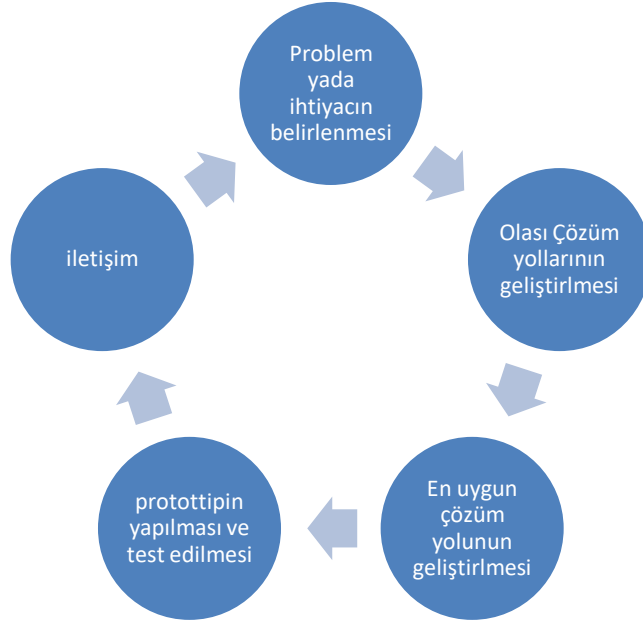 Problem
yada
ihtiyacın
belirlenmesi
Olası Çözüm
yollarının
geliştirlmesi
En uygun
çözüm
yolunun
geliştirlmesi
protottipin
yapılması ve
test edilmesi
iletişim